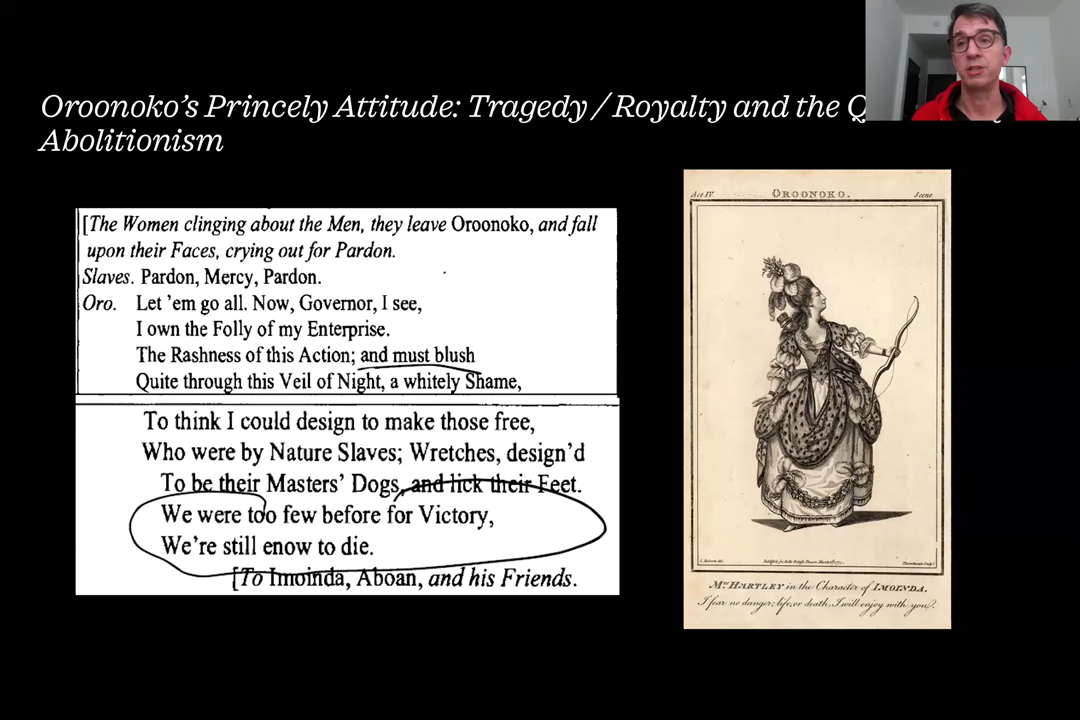 Oroonoko's Princely Attitude: Tragedy / Royalty and the Q
Abolitionism
[The Women clinging about the Men, they leave Oroonoko, and fall
upon their Faces, crying out for Pardon.
Slaves. Pardon, Mercy, Pardon.
Oro. Let 'em go all. Now, Governor, I see,
I own the Folly of my Enterprise.
The Rashness of this Action; and must blush
Quite through this Veil of Night, a whitely Shame,
To think I could design to make those free,
Who were by Nature Slaves; Wretches, design'd
To be their Masters' Dogs, and lick their Feet.
We were too few before for Victory,
We're still enow to die.
[To Imoinda, Aboan, and his Friends.
Act IV. OROONOKO. Scene
Mrs HARTLEY in the Character of IMOINDA.
I fear no danger; life, or death, I will enjoy with you.